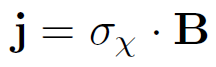 𝐣 = σ_χ · 𝐁